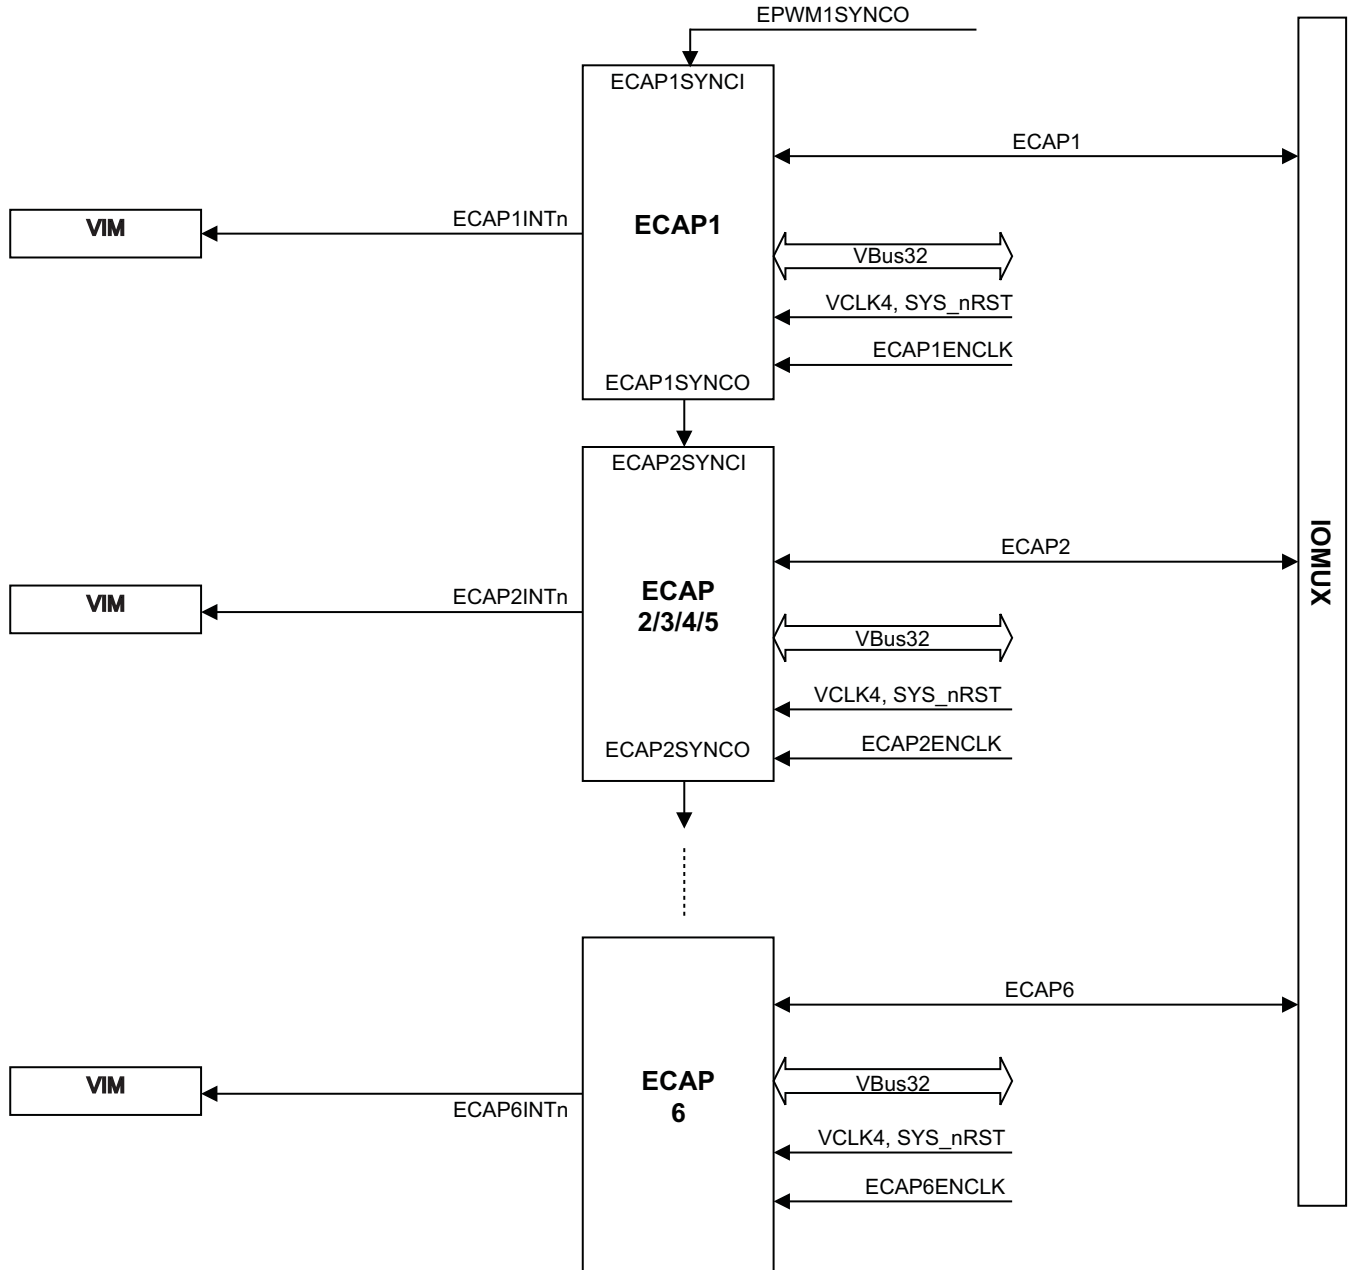 EPWM1SYNCO
ECAP1SYNCI
ECAP1
ECAP1INTn
VIM
ECAP1
VBus32
VCLK4, SYS_nRST
ECAP1ENCLK
ECAP1SYNCO
ECAP2SYNCI
ECAP2
IOMUX
ECAP2INTn
VIM
ECAP
2/3/4/5
VBus32
VCLK4, SYS_nRST
ECAP2ENCLK
ECAP2SYNCO
ECAP6
VIM
ECAP6INTn
ECAP
6
VBus32
VCLK4, SYS_nRST
ECAP6ENCLK